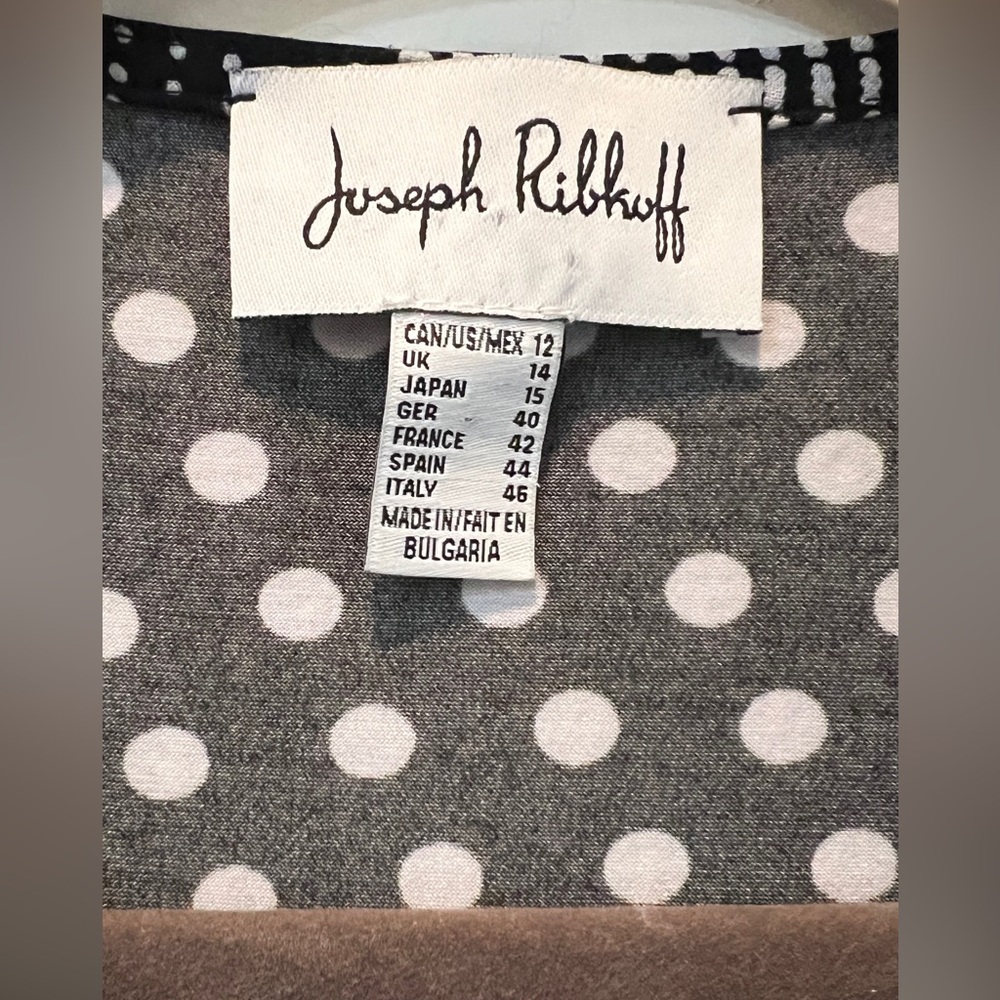 Joseph Ribkoff
CAN/US/MEX 12
UK 14
JAPAN 15
GER 40
FRANCE 42
SPAIN 44
ITALY 46
MADE IN/FAIT EN
BULGARIA